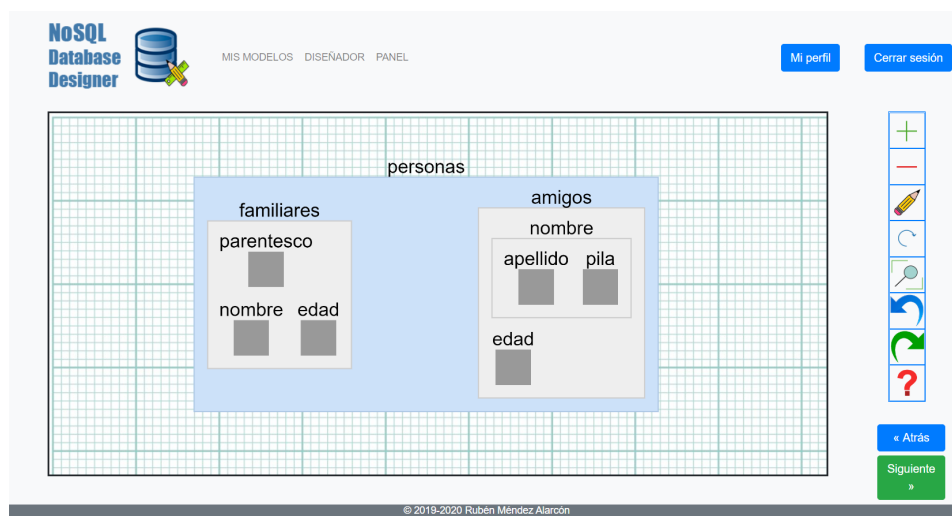 NoSQL
Database
Designer
MIS MODELOS DISEÑADOR PANEL
Mi perfil
Cerrar sesión
personas
familiares
amigos
parentesco
nombre
apellido pila
nombre edad
edad
?
« Atrás
Siguiente
»
© 2019-2020 Rubén Méndez Alarcón